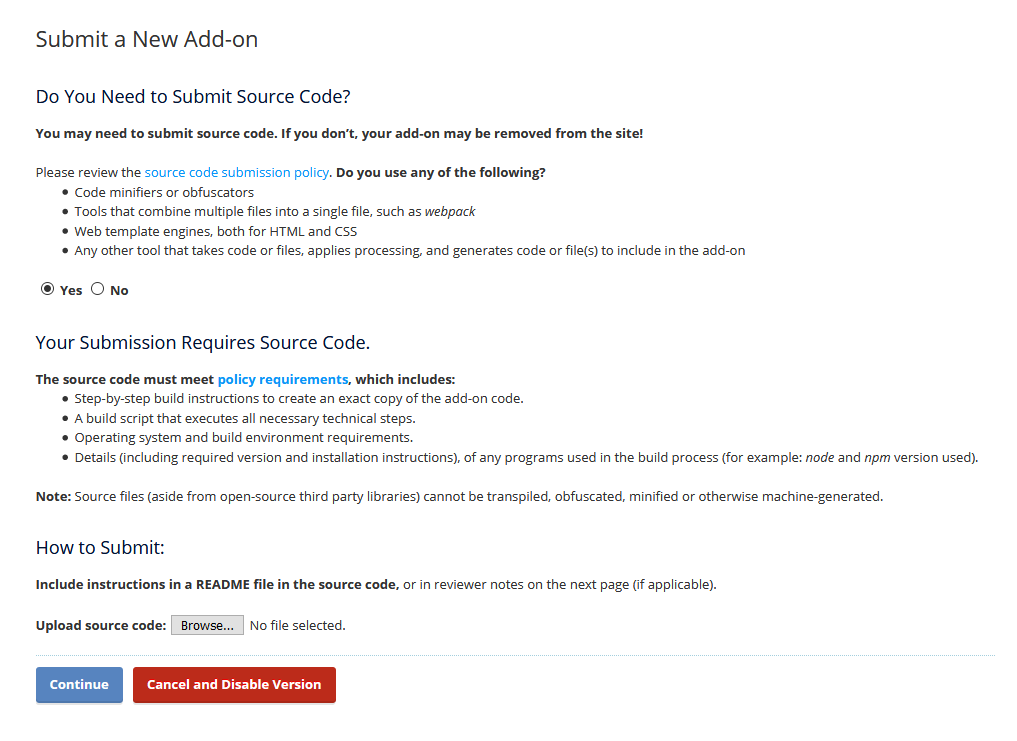 Submit a New Add-on
Do You Need to Submit Source Code?
You may need to submit source code. If you don’t, your add-on may be removed from the site!
Please review the source code submission policy. Do you use any of the following?
• Code minifiers or obfuscators
• Tools that combine multiple files into a single file, such as webpack
• Web template engines, both for HTML and CSS
• Any other tool that takes code or files, applies processing, and generates code or file(s) to include in the add-on
Yes No
Your Submission Requires Source Code.
The source code must meet policy requirements, which includes:
• Step-by-step build instructions to create an exact copy of the add-on code.
• A build script that executes all necessary technical steps.
• Operating system and build environment requirements.
• Details (including required version and installation instructions), of any programs used in the build process (for example: node and npm version used).
Note: Source files (aside from open-source third party libraries) cannot be transpiled, obfuscated, minified or otherwise machine-generated.
How to Submit:
Include instructions in a README file in the source code, or in reviewer notes on the next page (if applicable).
Upload source code: Browse... No file selected.
Continue Cancel and Disable Version